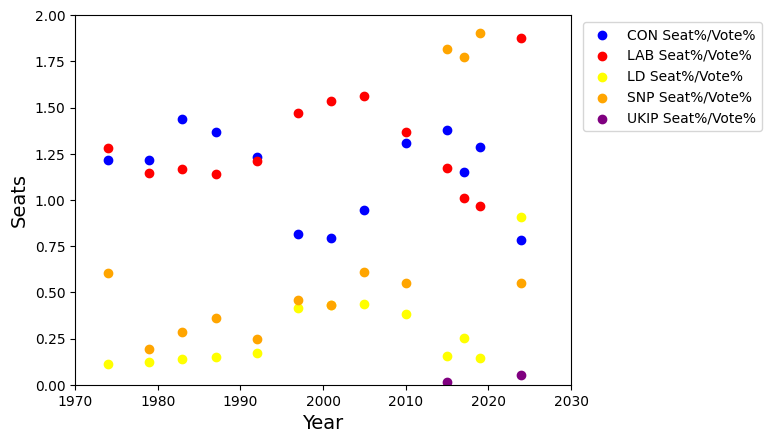 2.00
1.75
1.50
1.25
1.00
0.75
0.50
0.25
0.00
Seats
1970 1980 1990 2000 2010 2020 2030
Year
CON Seat%/Vote%
LAB Seat%/Vote%
LD Seat%/Vote%
SNP Seat%/Vote%
UKIP Seat%/Vote%